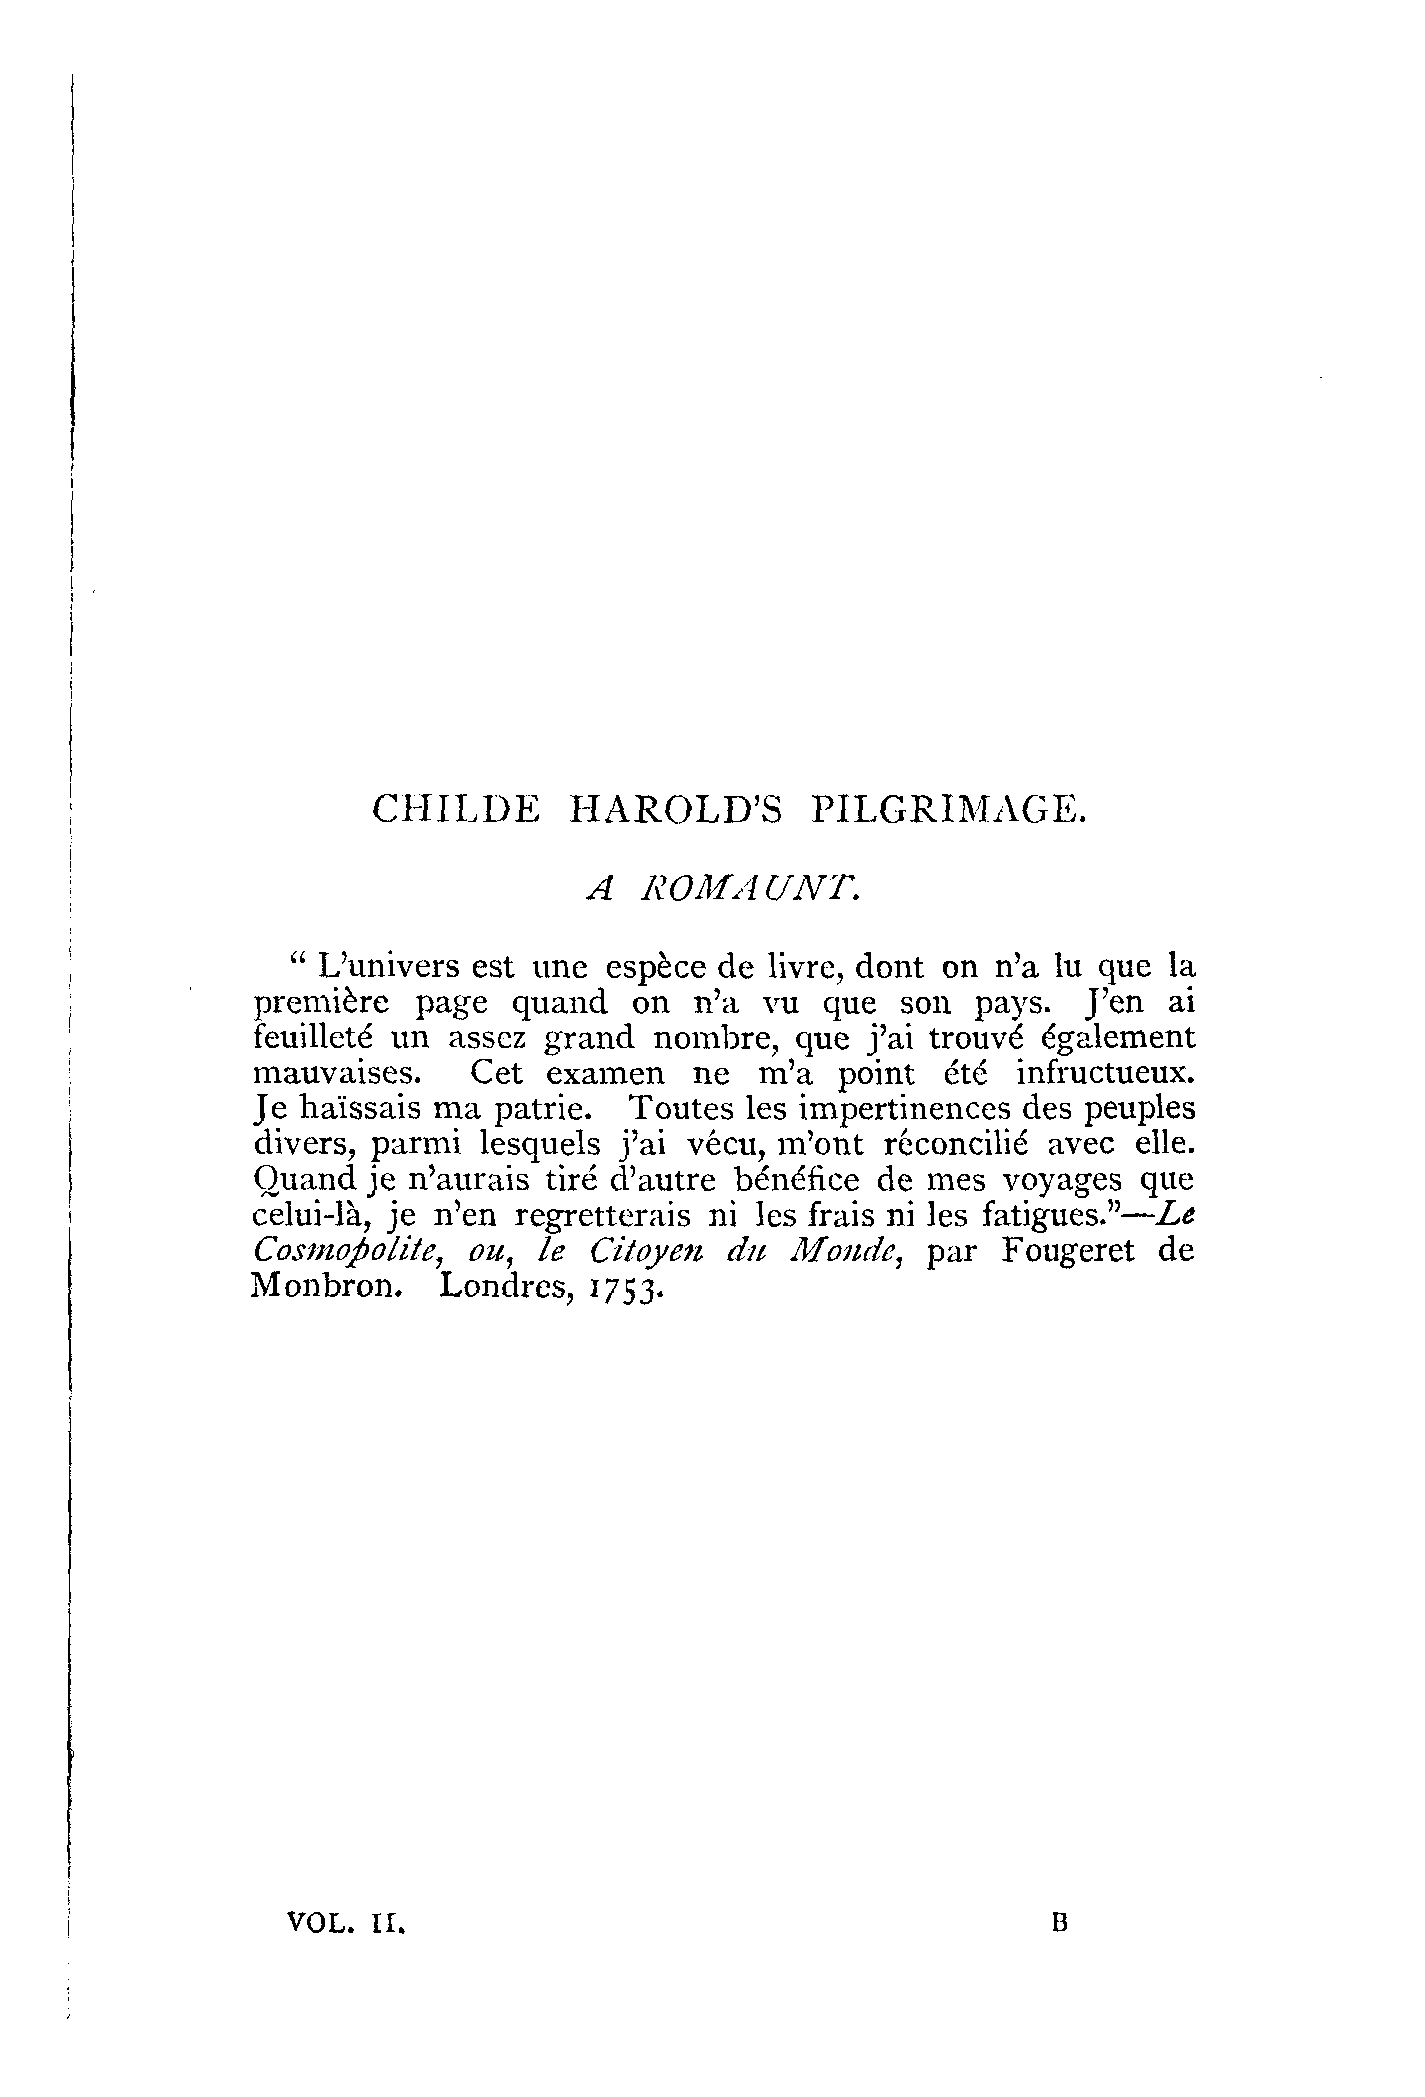 CHILDE HAROLD'S PILGRIMAGE.
A ROMAUNT.
“ L'univers est une espèce de livre, dont on n'a lu que la
première page quand on n'a vu que son pays. J'en ai
feuilleté un assez grand nombre, que j'ai trouvé également
mauvaises. Cet examen ne m'a point été infructueux.
Je haïssais ma patrie. Toutes les impertinences des peuples
divers, parmi lesquels j'ai vécu, m'ont réconcilié avec elle.
Quand je n'aurais tiré d'autre bénéfice de mes voyages que
celui-là, je n'en regretterais ni les frais ni les fatigues.”—Le
Cosmopolite, ou, le Citoyen du Monde, par Fougeret de
Monbron. Londres, 1753.
VOL. II. B